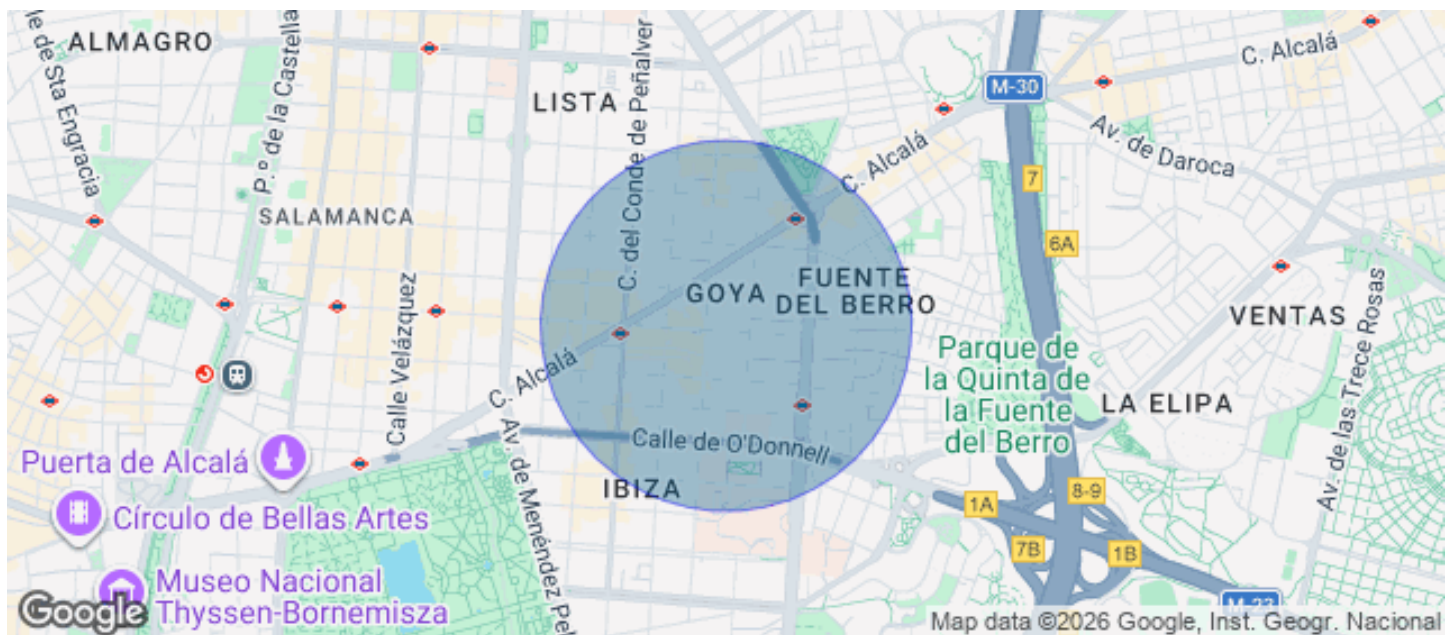 ALMAGRO
C. Alcalá
M-30
LISTA
C. del Conde de Peñalver
P.º de la Castella
le de Sta Engracia
Av. de Daroca
C. Alcalá
7
SALAMANCA
6A
GOYA
FUENTE
DEL BERRO
VENTAS
Calle Velázquez
Av. de las Trece Rosas
Parque de
la Quinta de
la Fuente
del Berro
C. Alcalá
LA ELIPA
Calle de O'Donnell
Puerta de Alcalá
Av. de Menéndez Pel
IBIZA
8-9
1A
Círculo de Bellas Artes
7B
1B
Museo Nacional
Thyssen-Bornemisza
M-23
Google
Map data ©2026 Google, Inst. Geogr. Nacional